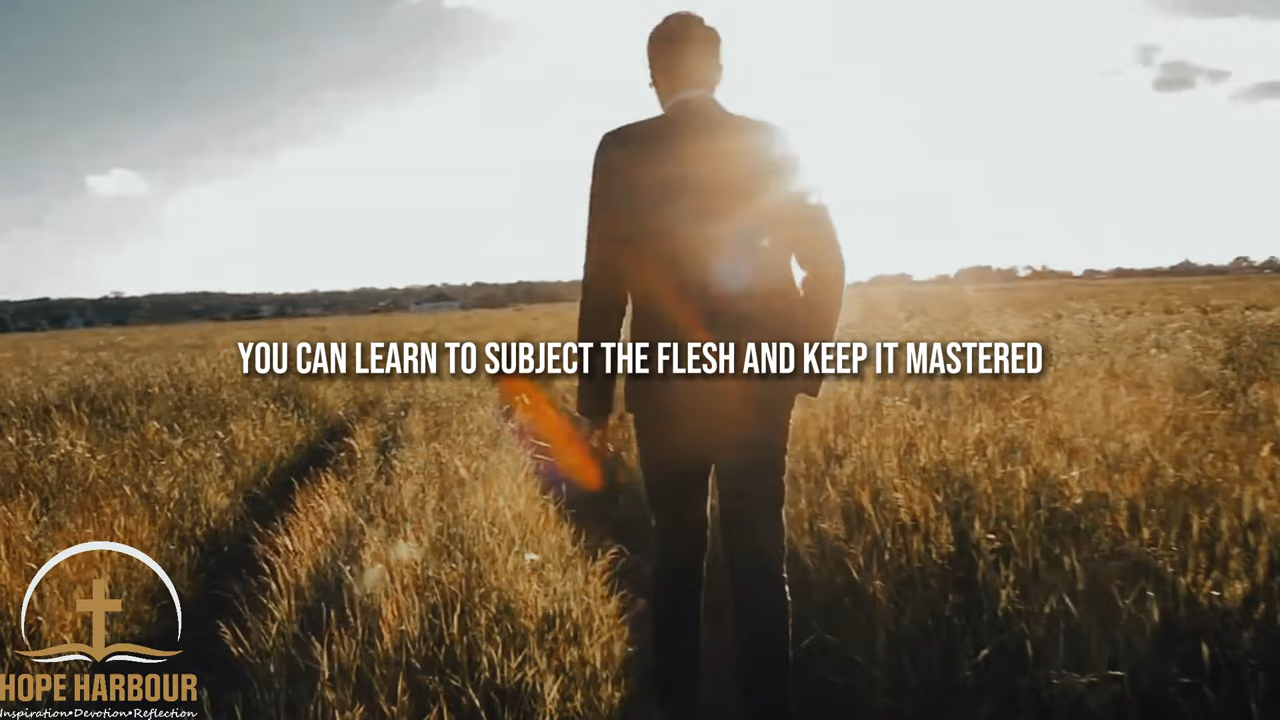 YOU CAN LEARN TO SUBJECT THE FLESH AND KEEP IT MASTERED
HOPE HARBOUR
Inspiration•Devotion•Reflection